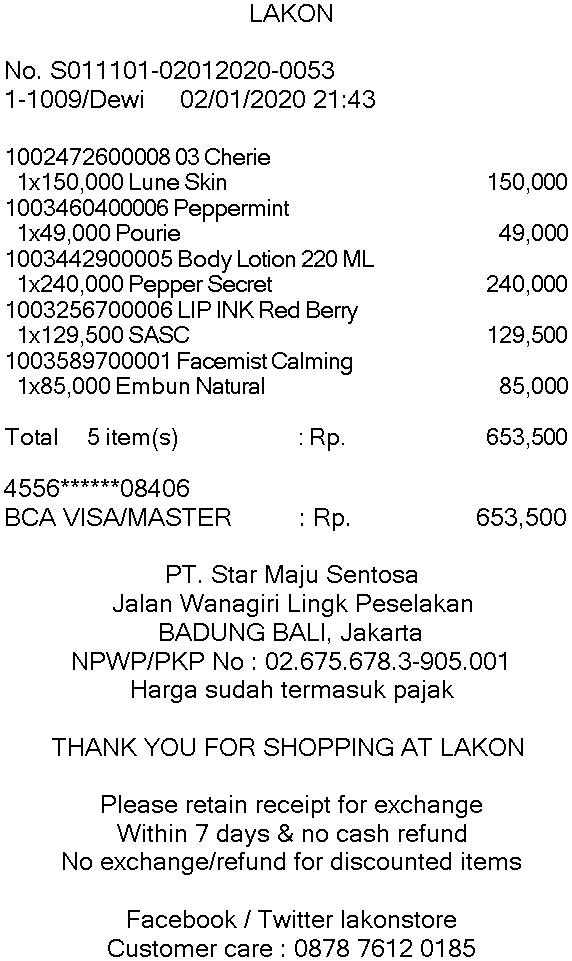 LAKON
No. S011101-02012020-0053
1-1009/Dewi 02/01/2020 21:43
1002472600008 03 Cherie
1x150,000 Lune Skin 150,000
1003460400006 Peppermint
1x49,000 Pourie 49,000
1003442900005 Body Lotion 220 ML
1x240,000 Pepper Secret 240,000
1003256700006 LIP INK Red Berry
1x129,500 SASC 129,500
1003589700001 Facemist Calming
1x85,000 Embun Natural 85,000
Total 5 item(s) : Rp. 653,500
4556******08406
BCA VISA/MASTER : Rp. 653,500
PT. Star Maju Sentosa
Jalan Wanagiri Lingk Peselakan
BADUNG BALI, Jakarta
NPWP/PKP No : 02.675.678.3-905.001
Harga sudah termasuk pajak
THANK YOU FOR SHOPPING AT LAKON
Please retain receipt for exchange
Within 7 days & no cash refund
No exchange/refund for discounted items
Facebook / Twitter lakonstore
Customer care : 0878 7612 0185